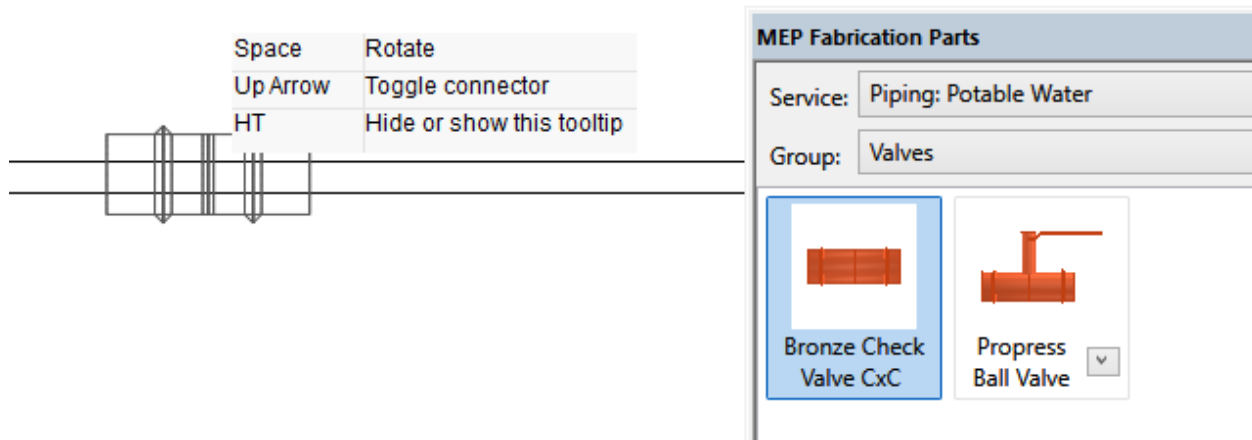 Space Rotate
Up Arrow Toggle connector
HT Hide or show this tooltip
MEP Fabrication Parts
Service: Piping: Potable Water
Group: Valves
Bronze Check
Valve CxC
Propress
Ball Valve